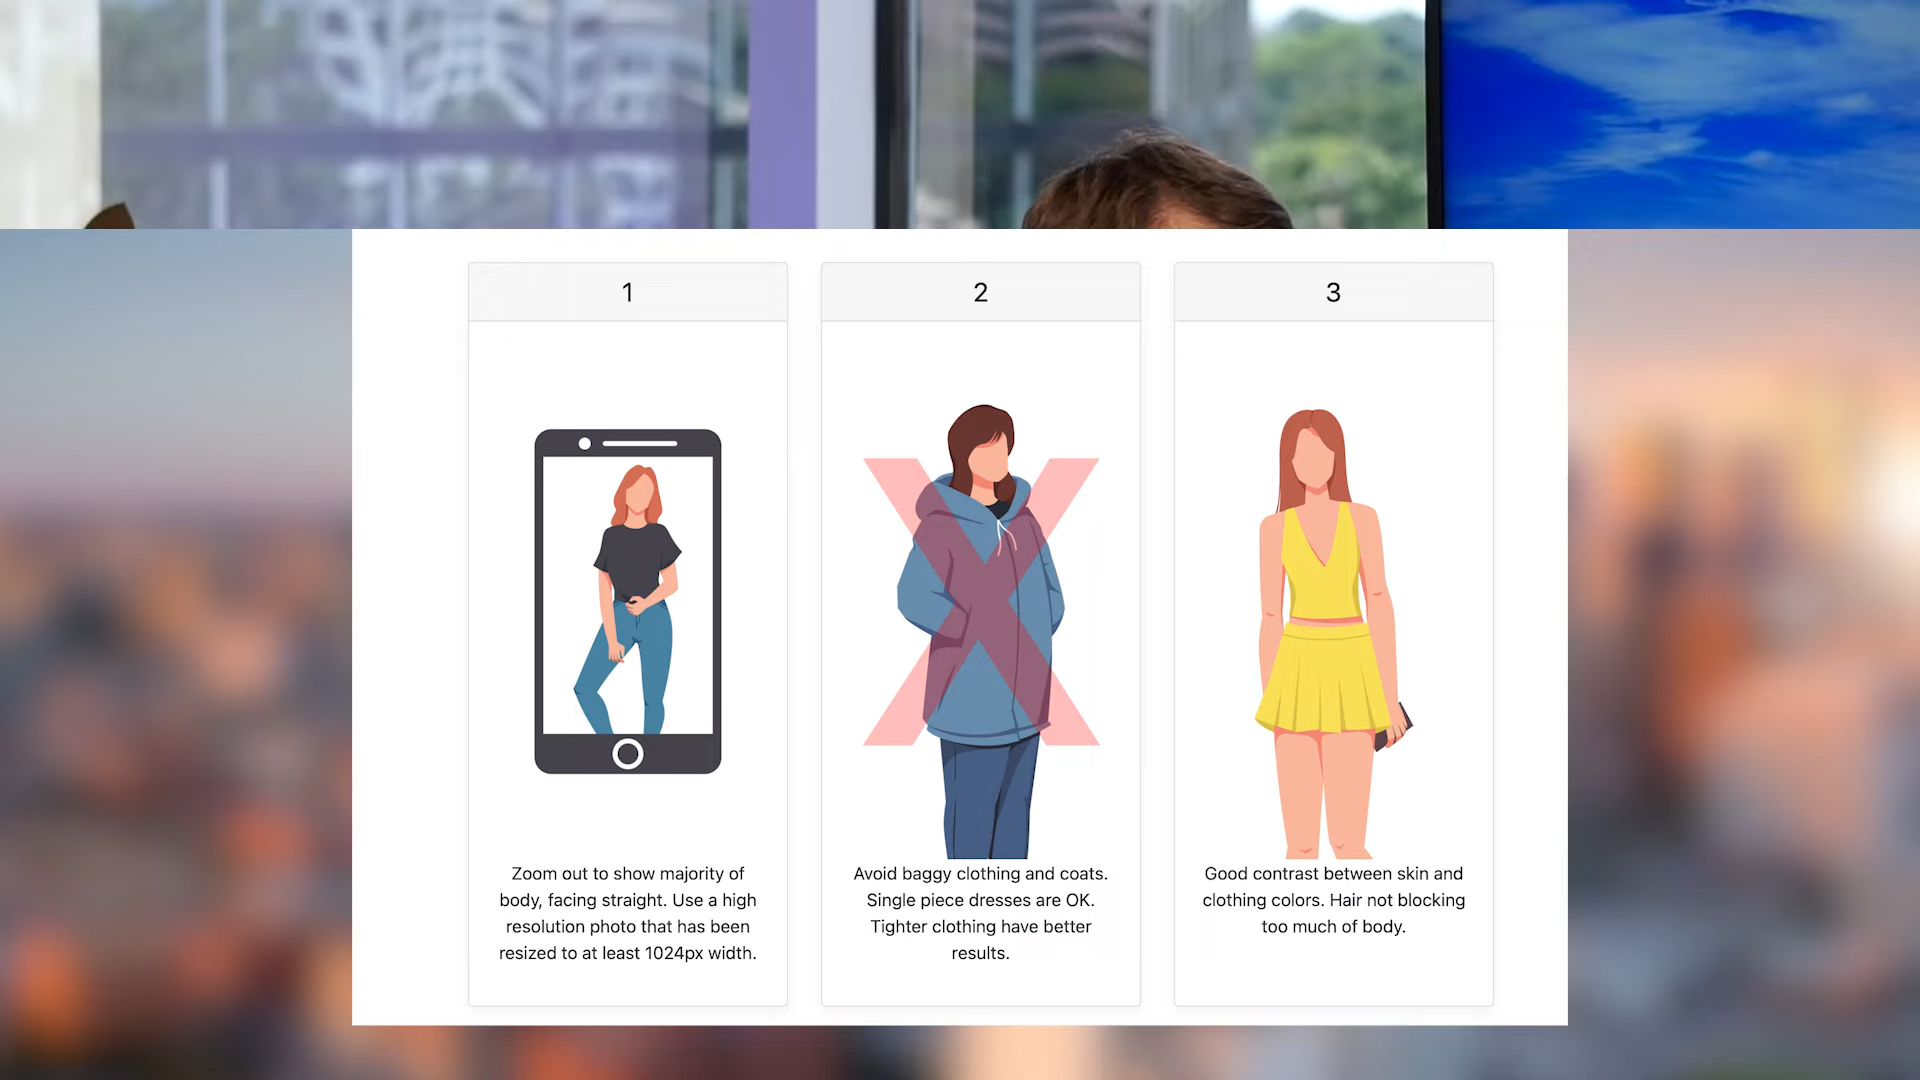 1
Zoom out to show majority of
body, facing straight. Use a high
resolution photo that has been
resized to at least 1024px width.
2
Avoid baggy clothing and coats.
Single piece dresses are OK.
Tighter clothing have better
results.
3
Good contrast between skin and
clothing colors. Hair not blocking
too much of body.